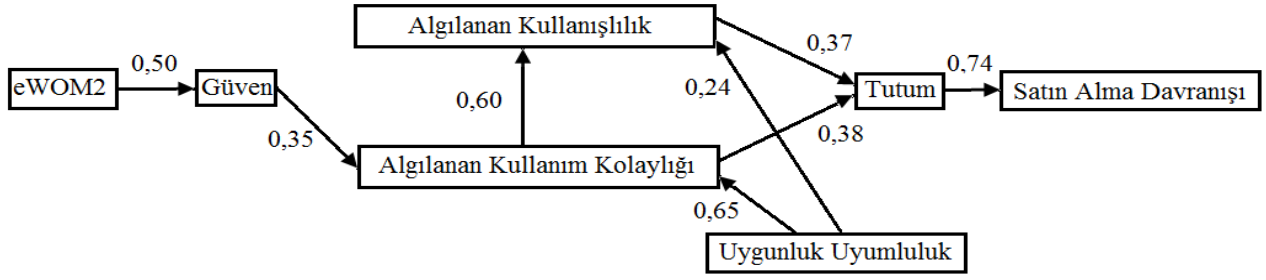 Algılanan Kullanışlılık
0,37
0,50
0,74
eWOM2
Güven
0,24
Tutum
Satın Alma Davranışı
0,60
0,35
0,38
Algılanan Kullanım Kolaylığı
0,65
Uygunluk Uyumluluk